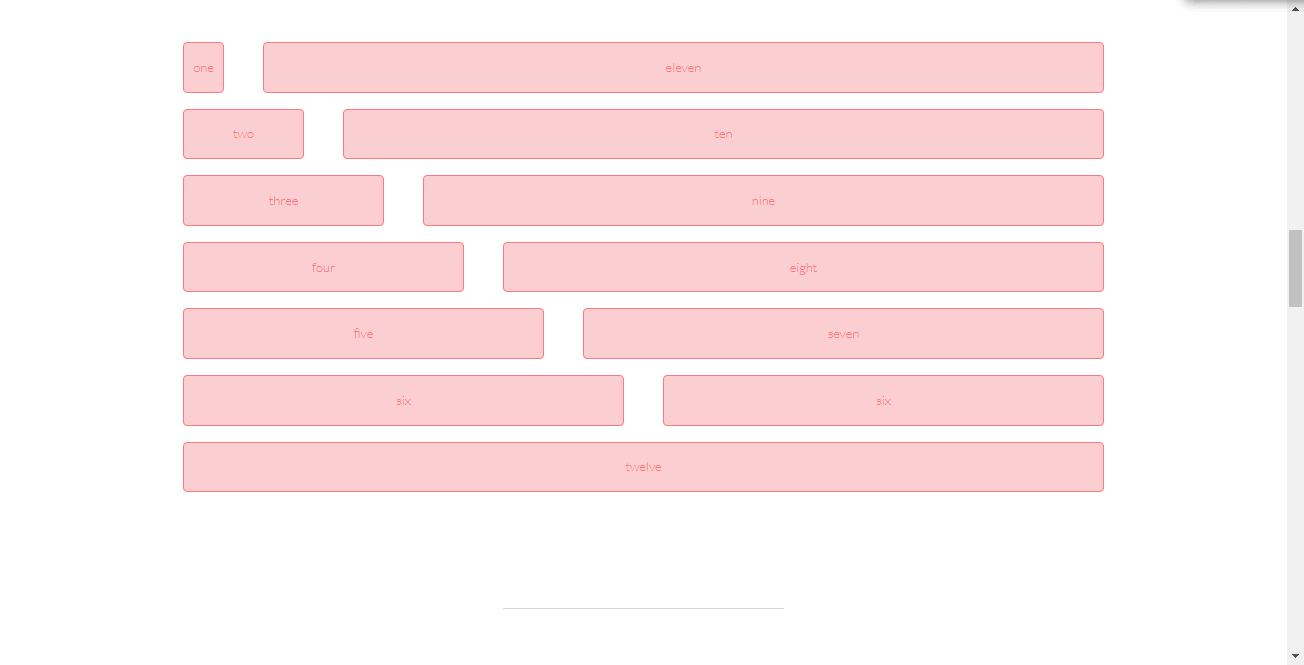 one eleven
two ten
three nine
four eight
five seven
six six
twelve